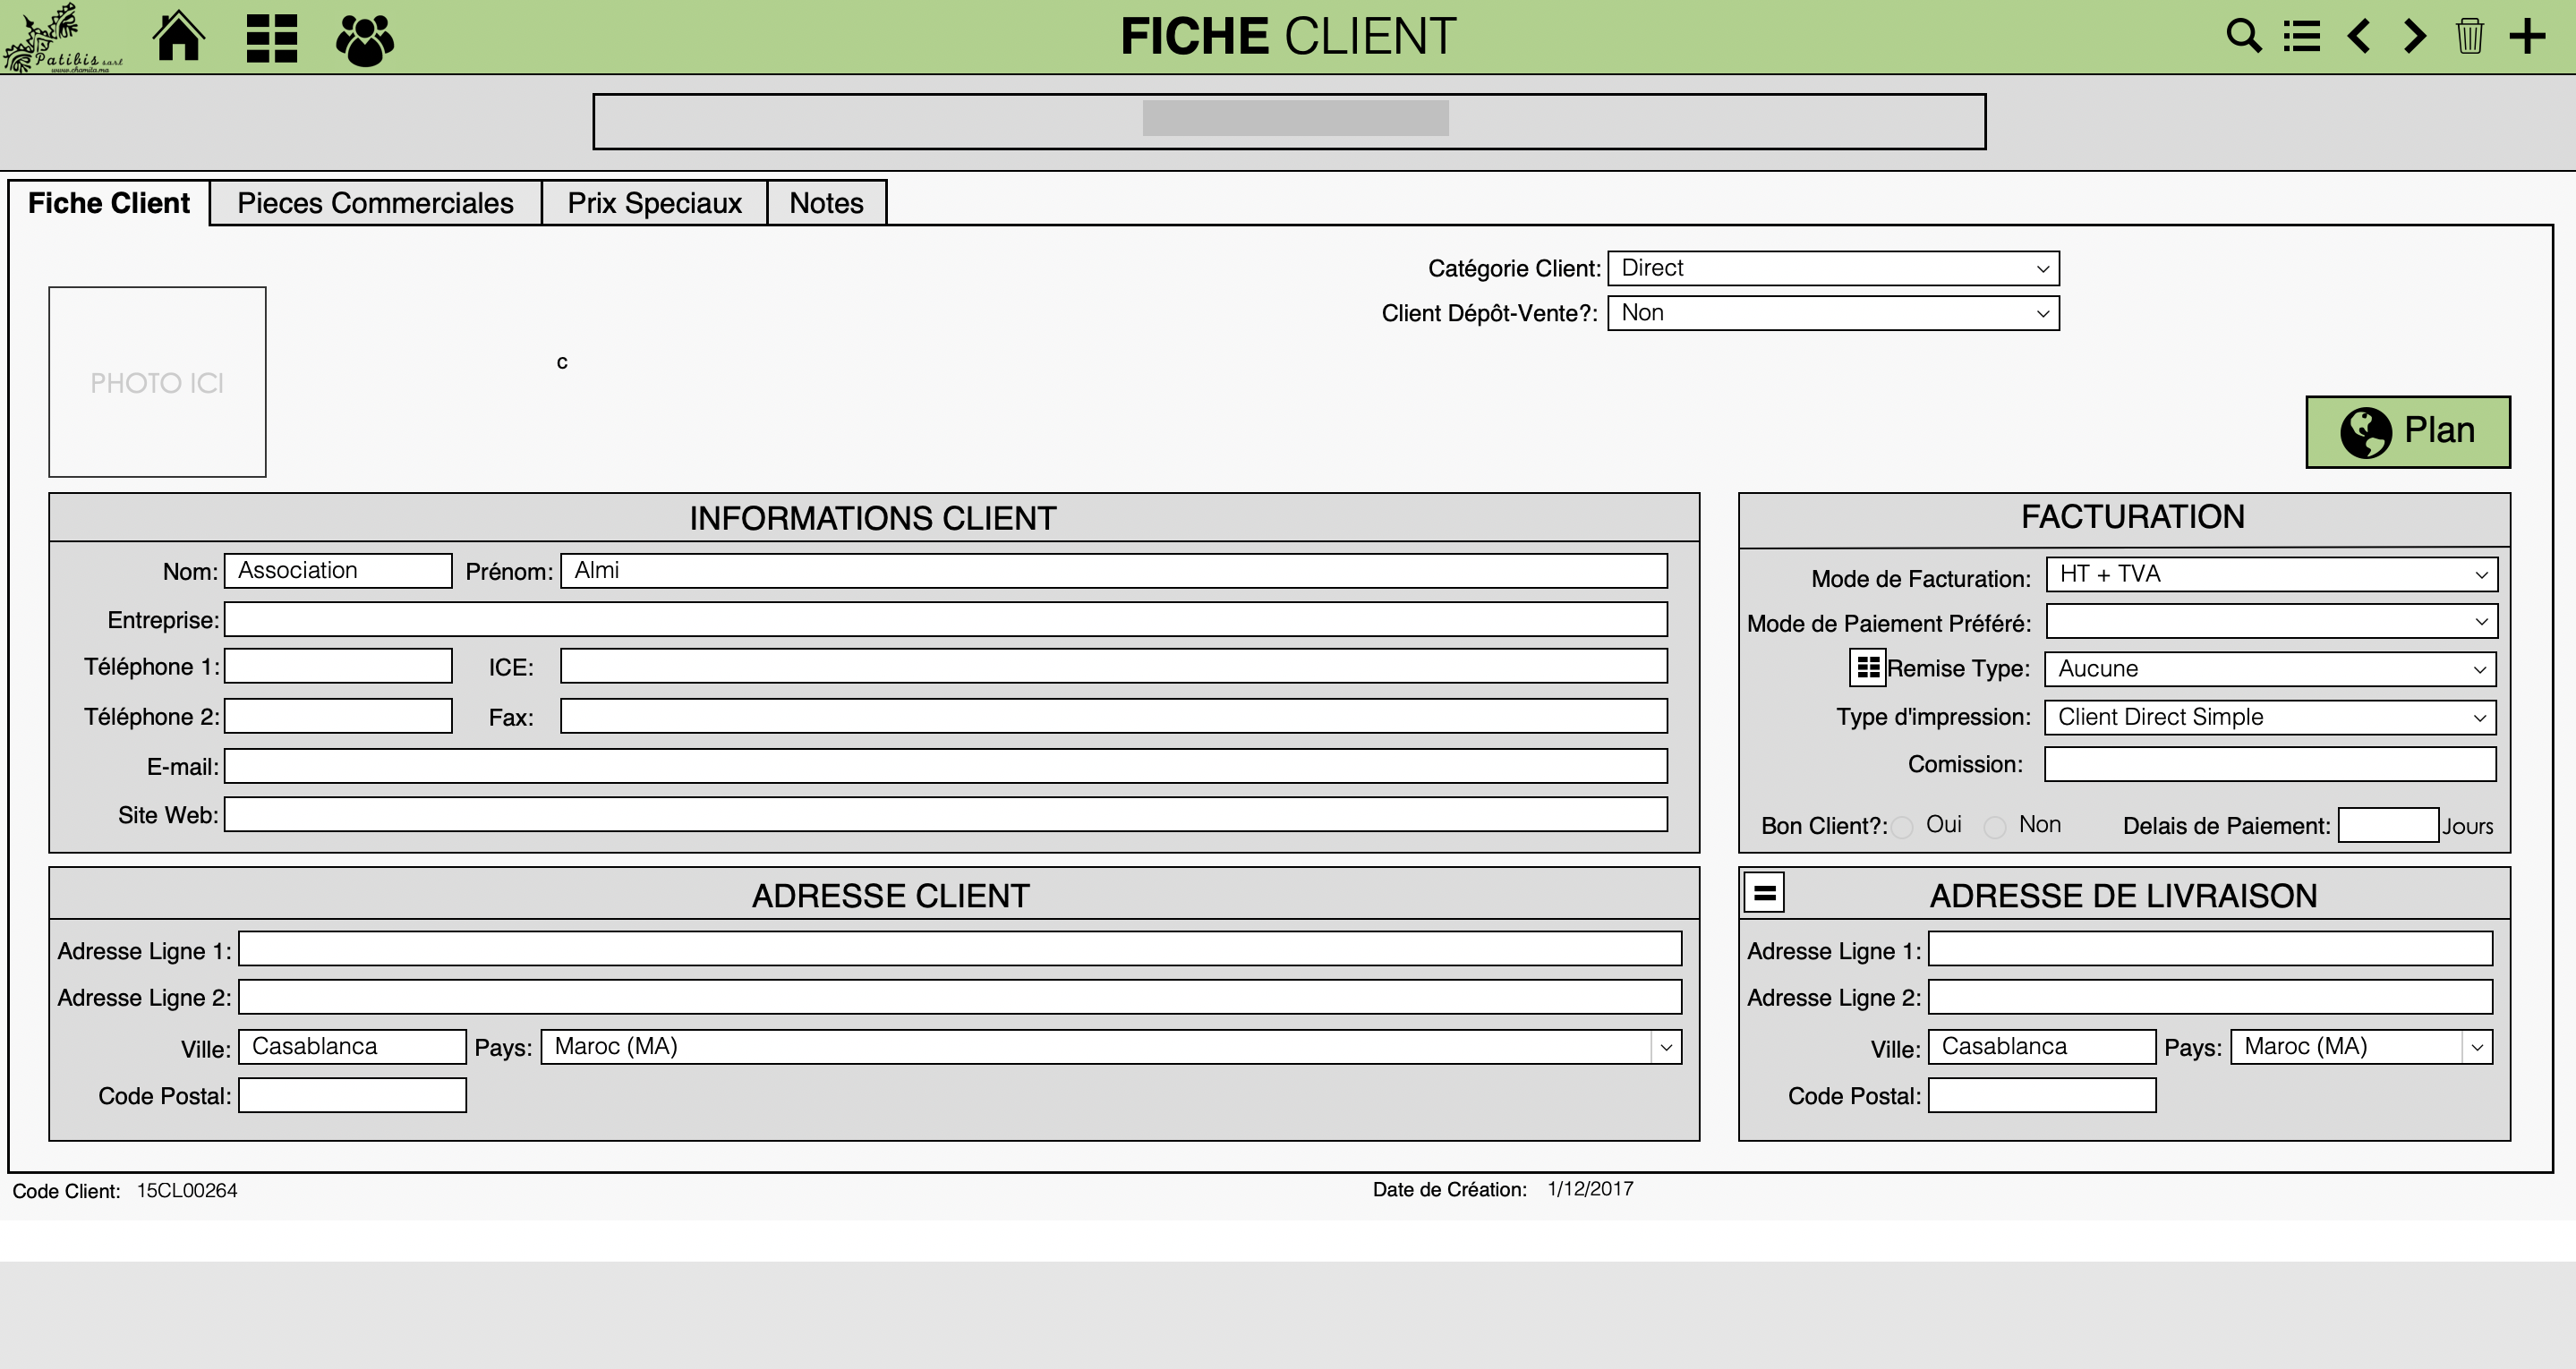 Patibis sarl
www.chamita.ma
FICHE CLIENT
Fiche Client
Pieces Commerciales
Prix Speciaux
Notes
Catégorie Client: Direct
Client Dépôt-Vente?: Non
PHOTO ICI
c
Plan
INFORMATIONS CLIENT
Nom: Association Prénom: Almi
Entreprise:
Téléphone 1: ICE:
Téléphone 2: Fax:
E-mail:
Site Web:
FACTURATION
Mode de Facturation: HT + TVA
Mode de Paiement Préféré:
Remise Type: Aucune
Type d'impression: Client Direct Simple
Comission:
Bon Client?: Oui Non Delais de Paiement: Jours
ADRESSE CLIENT
Adresse Ligne 1:
Adresse Ligne 2:
Ville: Casablanca Pays: Maroc (MA)
Code Postal:
ADRESSE DE LIVRAISON
Adresse Ligne 1:
Adresse Ligne 2:
Ville: Casablanca Pays: Maroc (MA)
Code Postal:
Code Client: 15CL00264
Date de Création: 1/12/2017